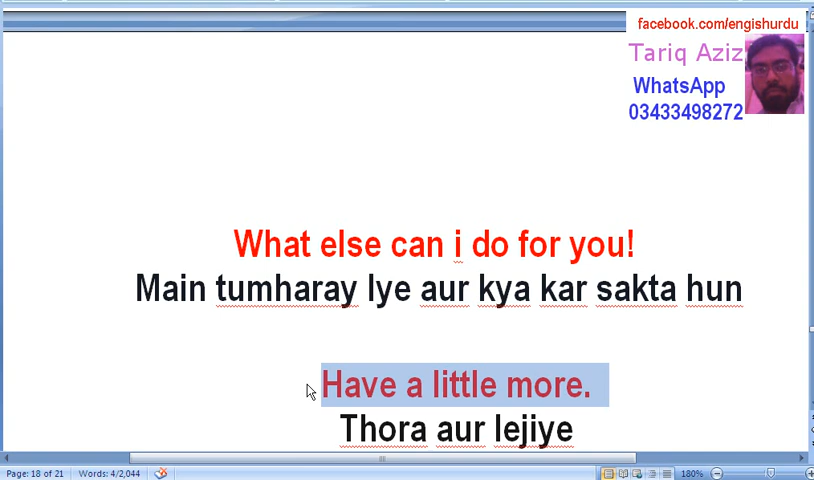 facebook.com/engishurdu
Tariq Aziz
WhatsApp
03433498272
What else can i do for you!
Main tumharay lye aur kya kar sakta hun
Have a little more.
Thora aur lejiye
Page: 18 of 21 Words: 4/2,044 180%